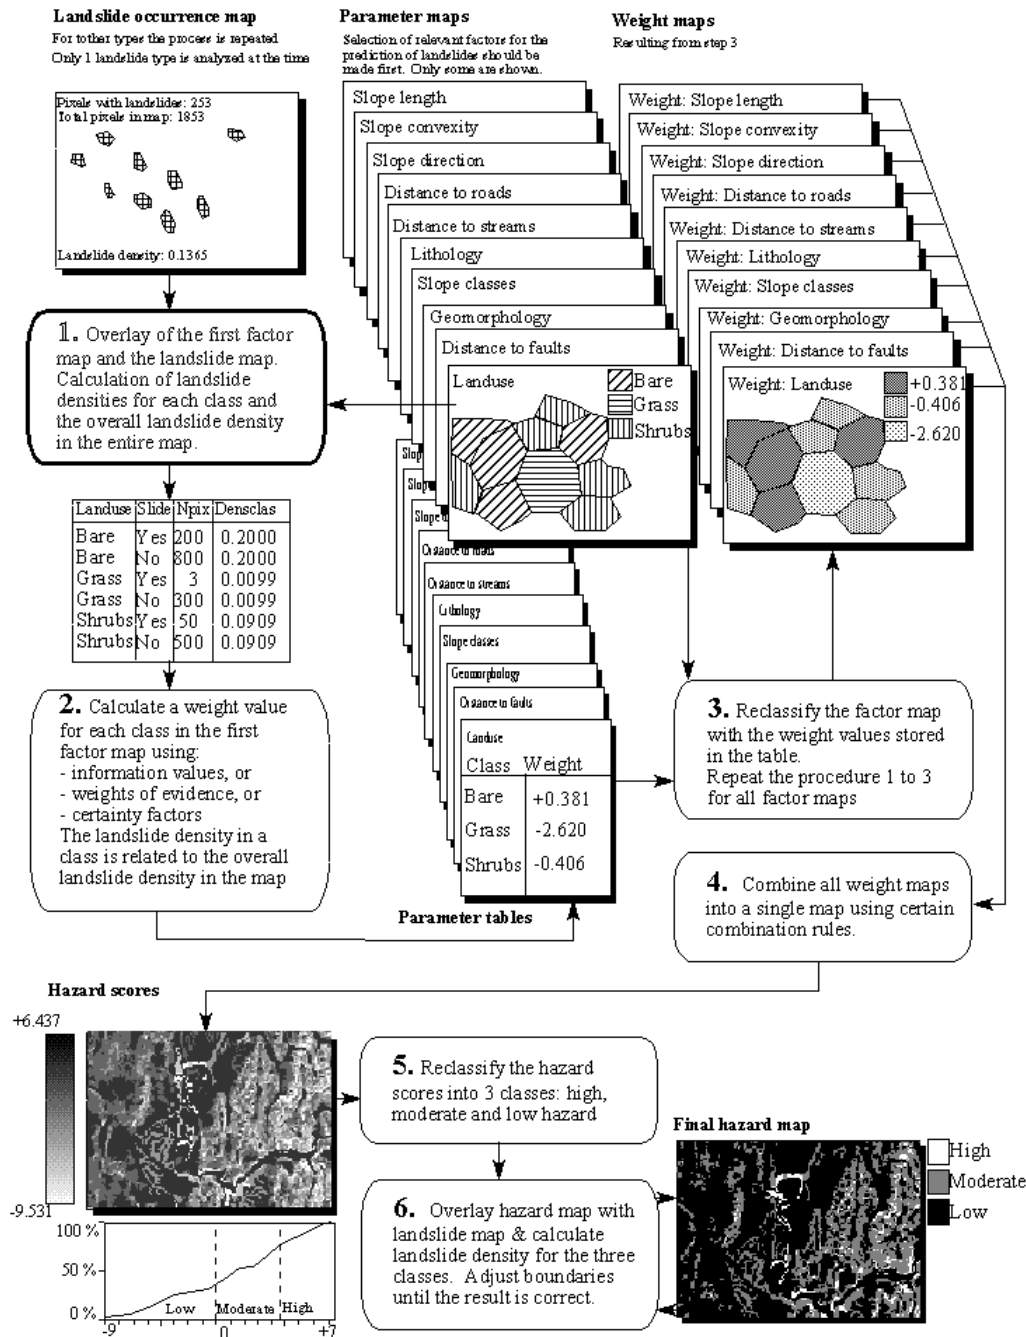 Landslide occurrence map
For tother types the process is repeated
Only 1 landslide type is analyzed at the time
Pixels with landslides: 253
Total pixels in map: 1853
Landslide density: 0.1365
Parameter maps
Selection of relevant factors for the
prediction of landslides should be
made first. Only some are shown.
Slope length
Slope convexity
Slope direction
Distance to roads
Distance to streams
Lithology
Slope classes
Geomorphology
Distance to faults
Landuse
Bare
Grass
Shrubs
Weight maps
Resulting from step 3
Weight: Slope length
Weight: Slope convexity
Weight: Slope direction
Weight: Distance to roads
Weight: Distance to streams
Weight: Lithology
Weight: Slope classes
Weight: Geomorphology
Weight: Distance to faults
Weight: Landuse
+0.381
-0.406
-2.620
1. Overlay of the first factor
map and the landslide map.
Calculation of landslide
densities for each class and
the overall landslide density
in the entire map.
Landuse Slide Npix Densclas
Bare Yes 200 0.2000
Bare No 800 0.2000
Grass Yes 3 0.0099
Grass No 300 0.0099
Shrubs Yes 50 0.0909
Shrubs No 500 0.0909
2. Calculate a weight value
for each class in the first
factor map using:
- information values, or
- weights of evidence, or
- certainty factors
The landslide density in a
class is related to the overall
landslide density in the map
Slo
Slo
Slope d
Distance to roads
Distance to streams
Lithology
Slope classes
Geomorphology
Distance to faults
Landuse
Class Weight
Bare +0.381
Grass -2.620
Shrubs -0.406
Parameter tables
3. Reclassify the factor map
with the weight values stored
in the table.
Repeat the procedure 1 to 3
for all factor maps
4. Combine all weight maps
into a single map using certain
combination rules.
Hazard scores
+6.437
-9.531
100 %
50 %
0 %
Low Moderate High
-9 0 +7
5. Reclassify the hazard
scores into 3 classes: high,
moderate and low hazard
6. Overlay hazard map with
landslide map & calculate
landslide density for the three
classes. Adjust boundaries
until the result is correct.
Final hazard map
High
Moderate
Low